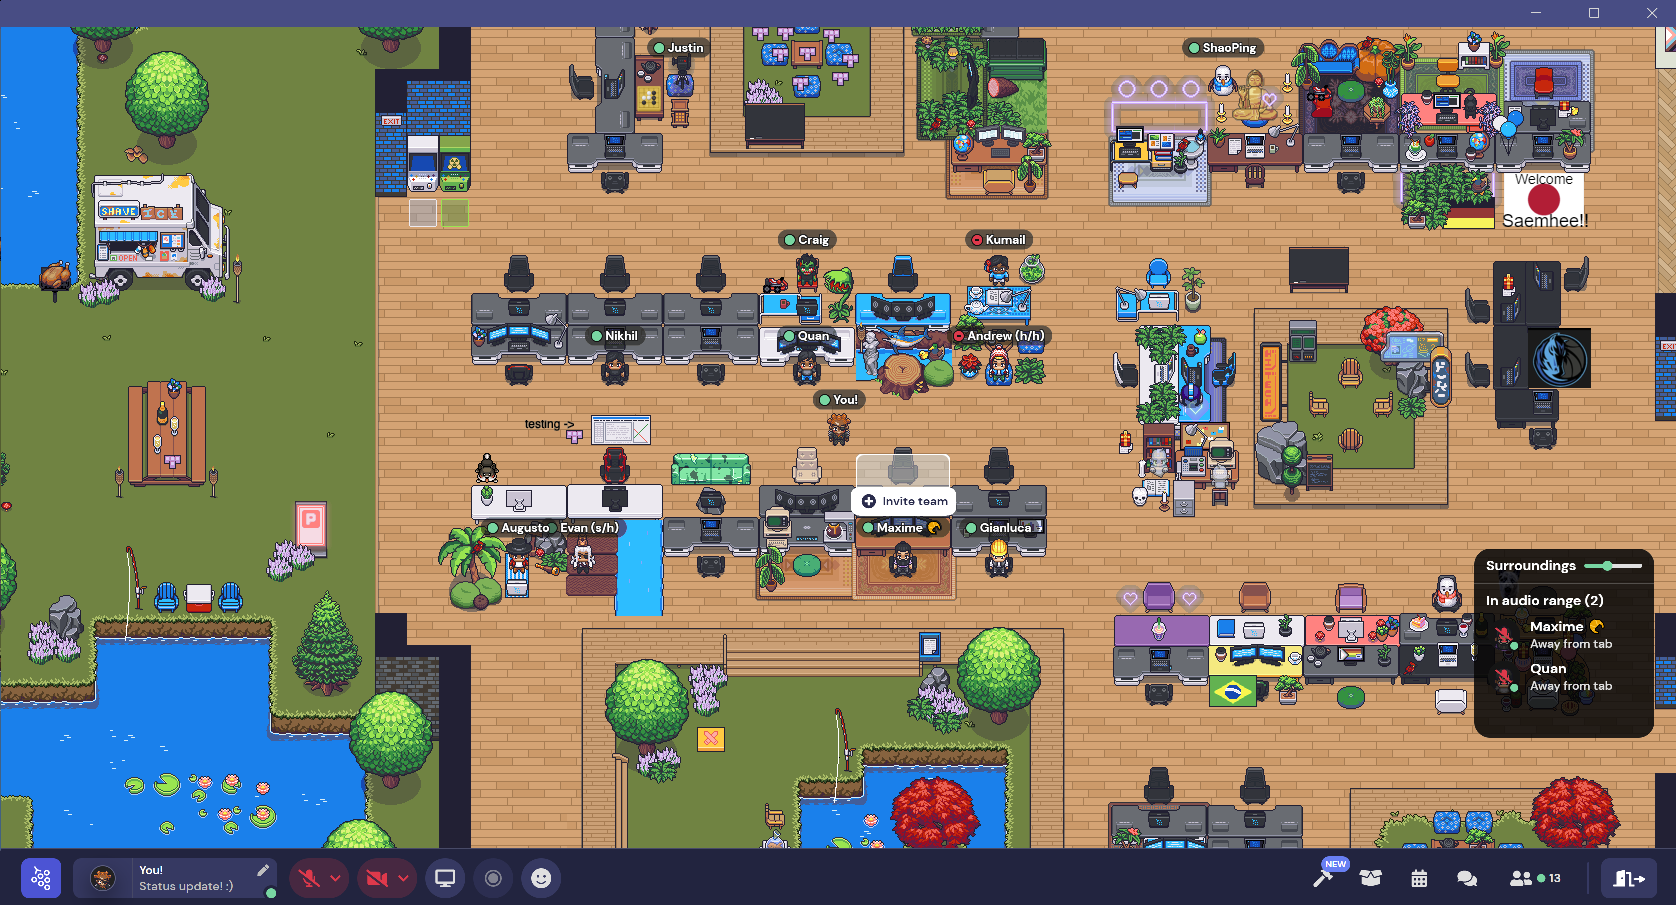 Justin
ShaoPing
EXIT
SHAVE
ICE
OPEN
Welcome
Saemhee!!
Craig
Kumail
Nikhil
Quan
Andrew (h/h)
EXIT
You!
testing ->
Invite team
Augusto
Evan (s/h)
Maxime
Gianluca
P
Surroundings
In audio range (2)
Maxime
Away from tab
Quan
Away from tab
You!
Status update! :)
NEW
13